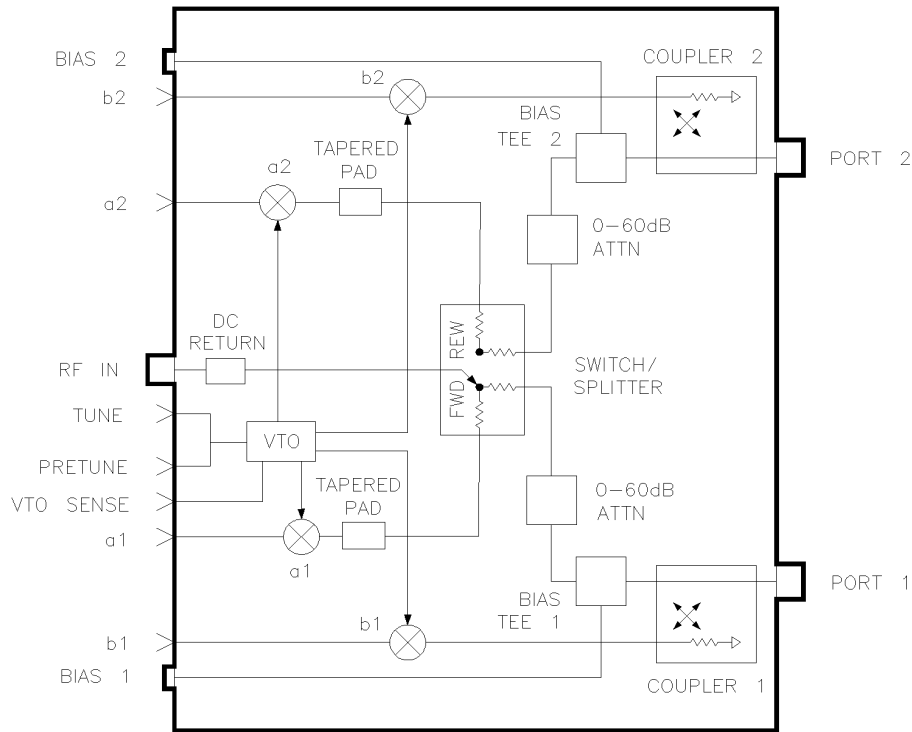 BIAS 2
COUPLER 2
b2
b2
BIAS
TEE 2
TAPERED
PAD
a2
PORT 2
a2
0-60dB
ATTN
DC
RETURN
REW
RF IN
SWITCH/
SPLITTER
FWD
TUNE
VTO
PRETUNE
TAPERED
PAD
0-60dB
ATTN
VTO SENSE
a1
a1
PORT 1
BIAS
TEE 1
b1
b1
BIAS 1
COUPLER 1